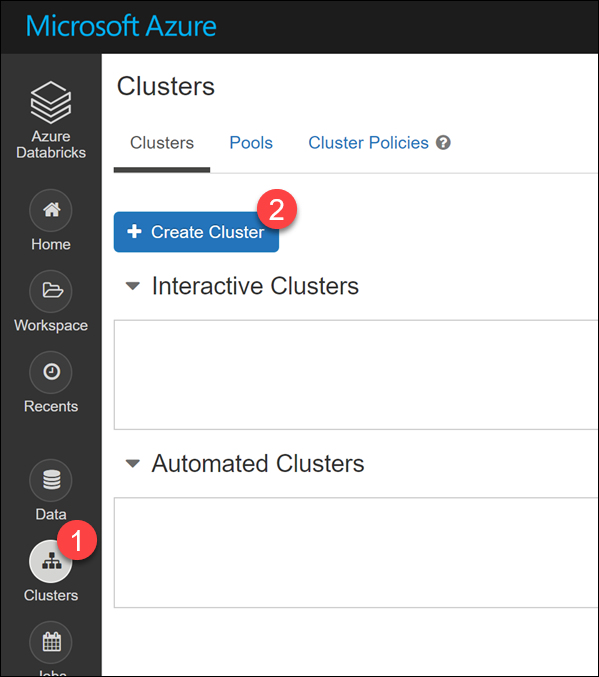 Microsoft Azure
Azure
Databricks
Home
Workspace
Recents
Data
1
Clusters
Jobs
Clusters
Clusters Pools Cluster Policies ?
2
+ Create Cluster
Interactive Clusters
Automated Clusters